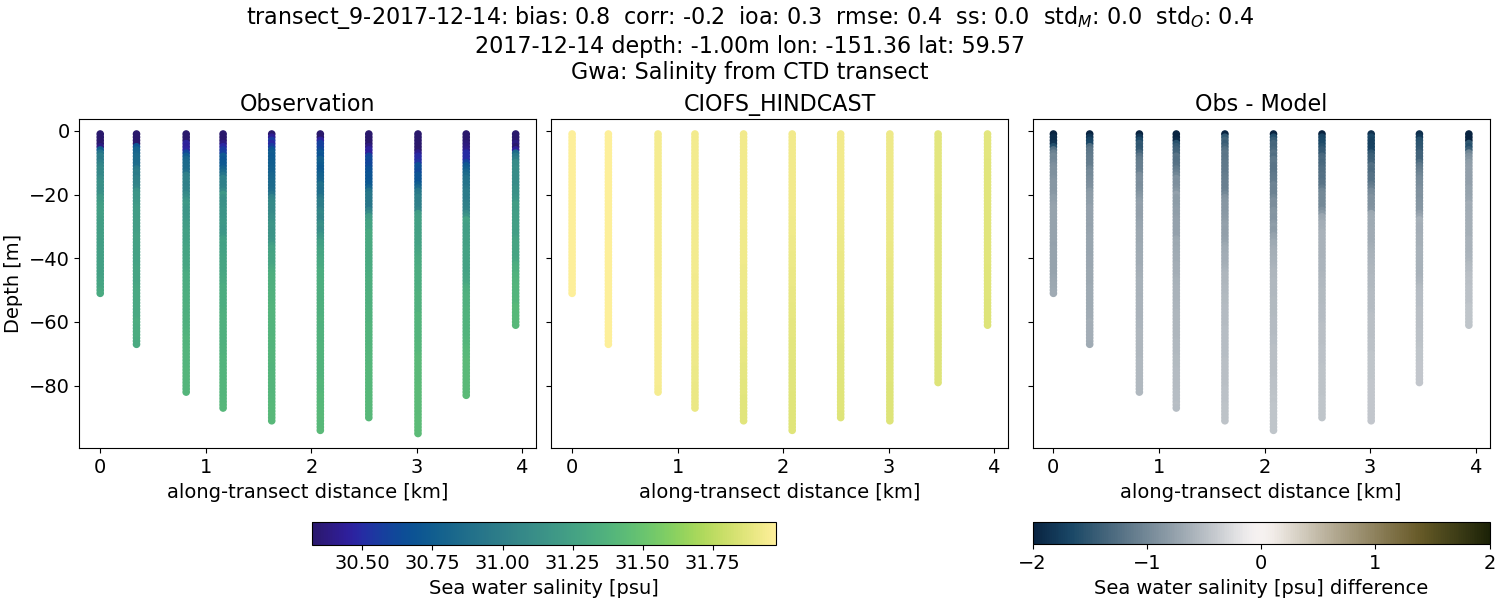 transect_9-2017-12-14: bias: 0.8  corr: -0.2  ioa: 0.3  rmse: 0.4  ss: 0.0  std_M: 0.0  std_O: 0.4
2017-12-14 depth: -1.00m lon: -151.36 lat: 59.57
Gwa: Salinity from CTD transect
Observation
CIOFS_HINDCAST
Obs - Model
Depth [m]
0
−20
−40
−60
−80
0 1 2 3 4
0 1 2 3 4
0 1 2 3 4
along-transect distance [km]
along-transect distance [km]
along-transect distance [km]
30.50 30.75 31.00 31.25 31.50 31.75
Sea water salinity [psu]
−2 −1 0 1 2
Sea water salinity [psu] difference